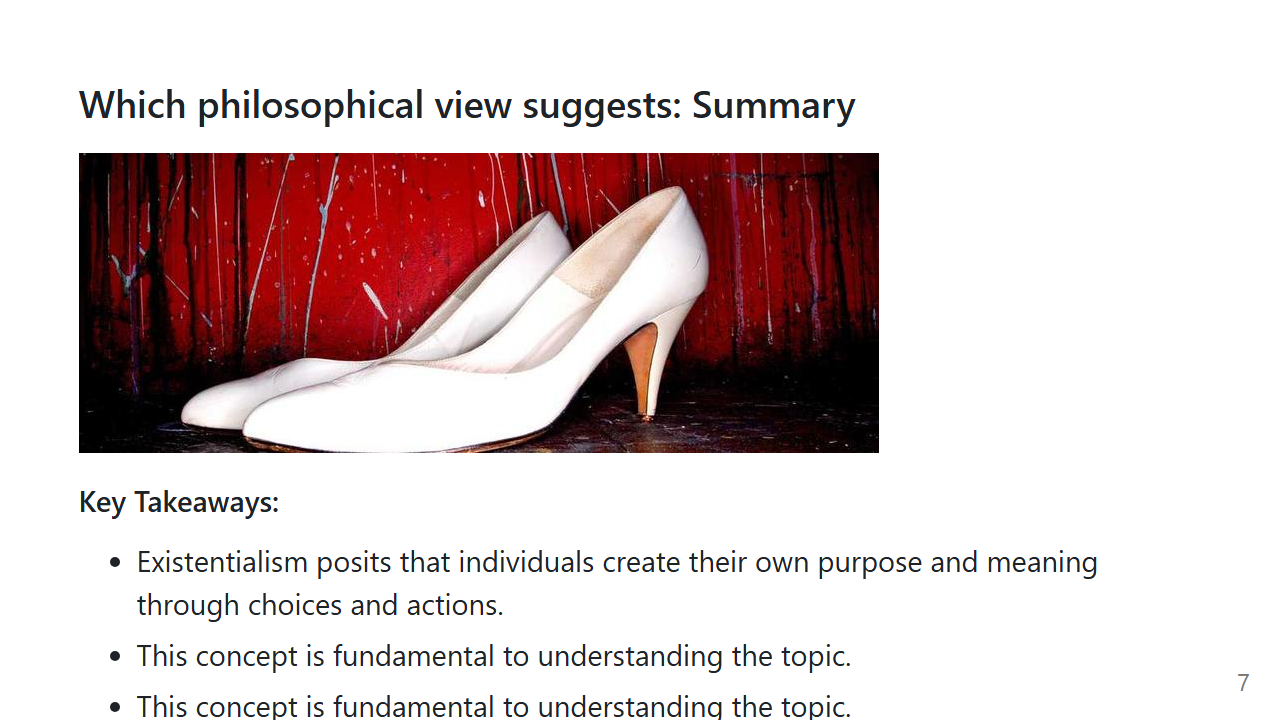 Which philosophical view suggests: Summary
Key Takeaways:
• Existentialism posits that individuals create their own purpose and meaning
through choices and actions.
• This concept is fundamental to understanding the topic.
• This concept is fundamental to understanding the topic.
7